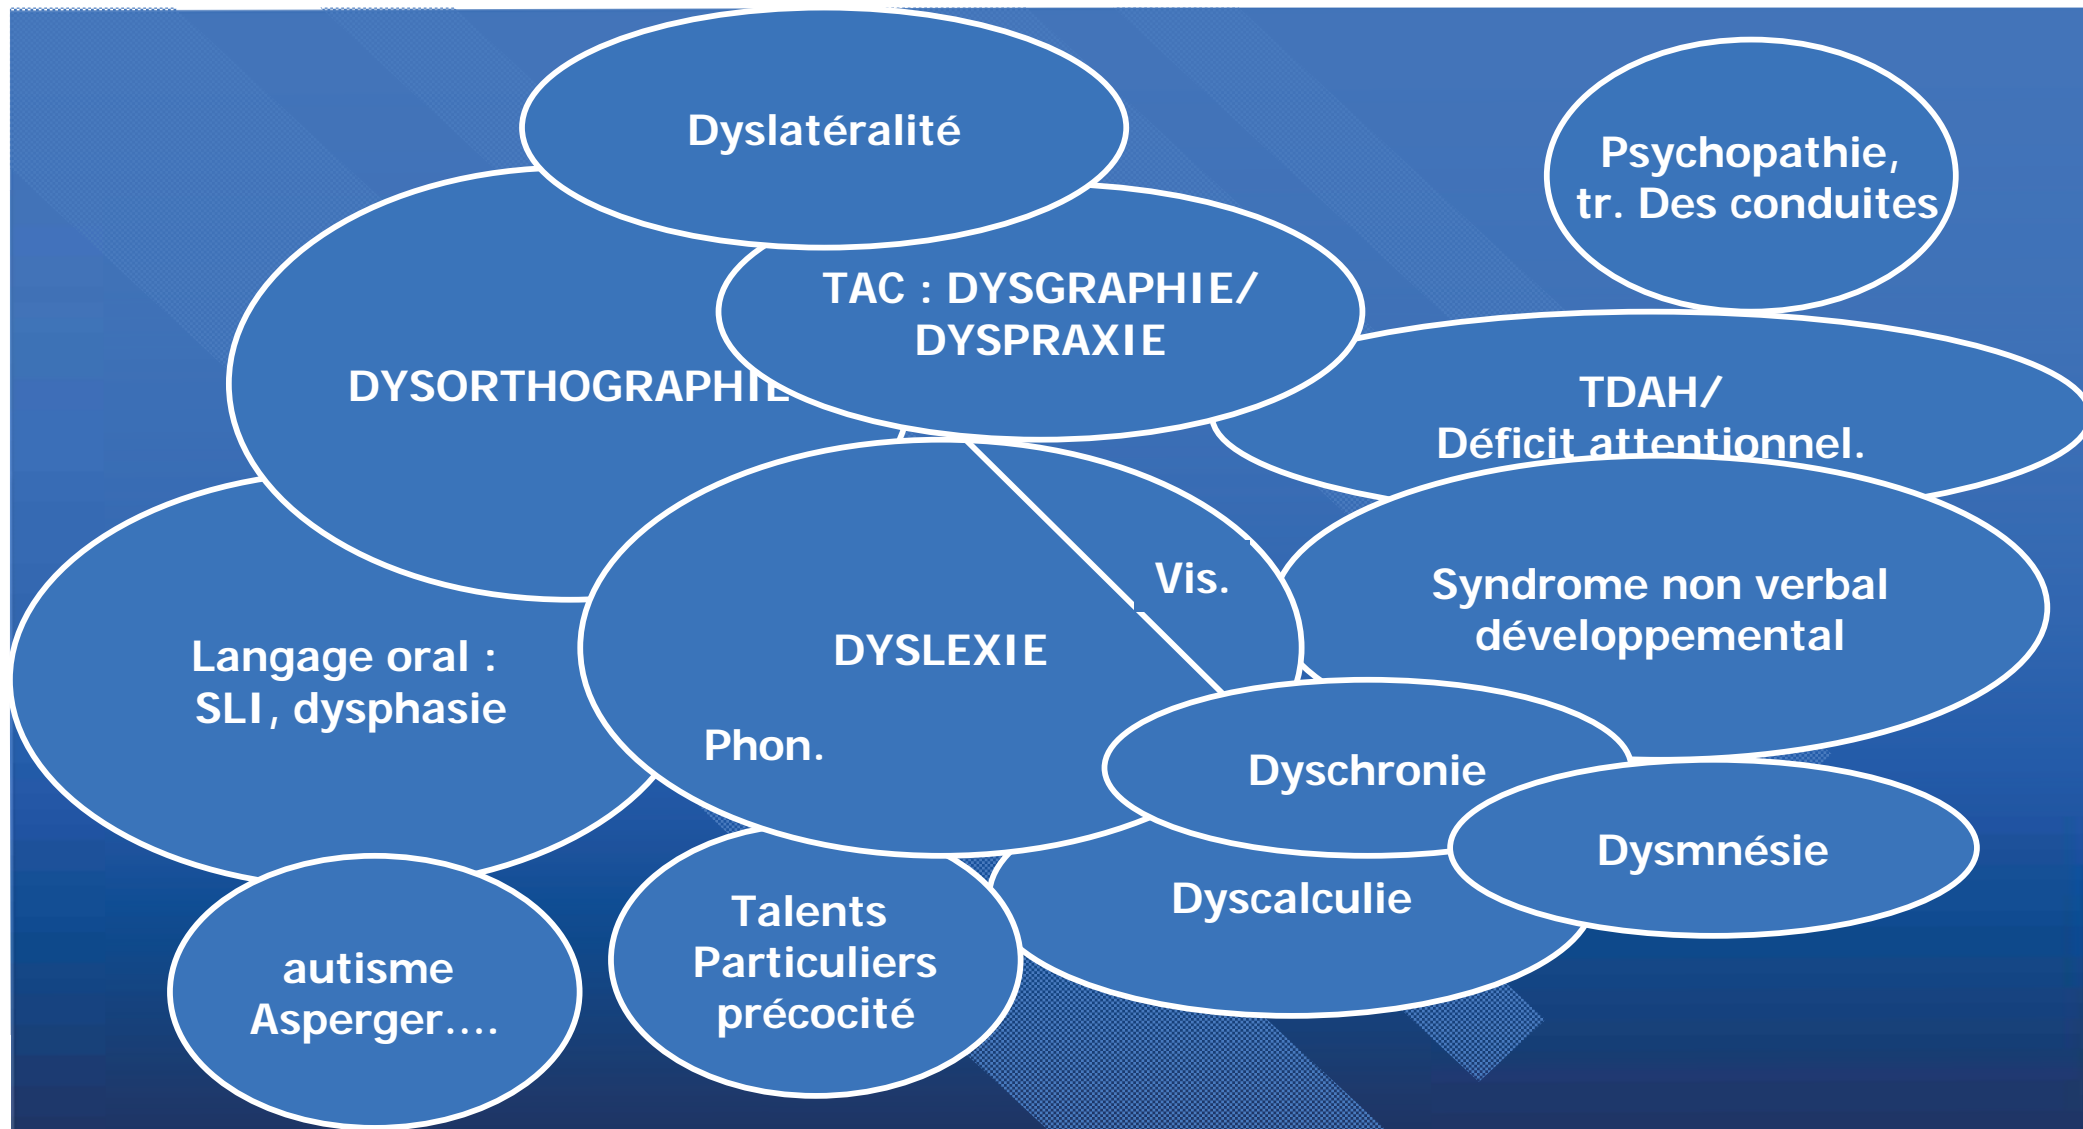 Dyslatéralité
Psychopathie,
tr. Des conduites
TAC : DYSGRAPHIE/
DYSPRAXIE
DYSORTHOGRAPHIE
TDAH/
Déficit attentionnel.
Vis.
Syndrome non verbal
développemental
DYSLEXIE
Langage oral :
SLI, dysphasie
Phon.
Dyschronie
Dysmnésie
Dyscalculie
Talents
Particuliers
précocité
autisme
Asperger....